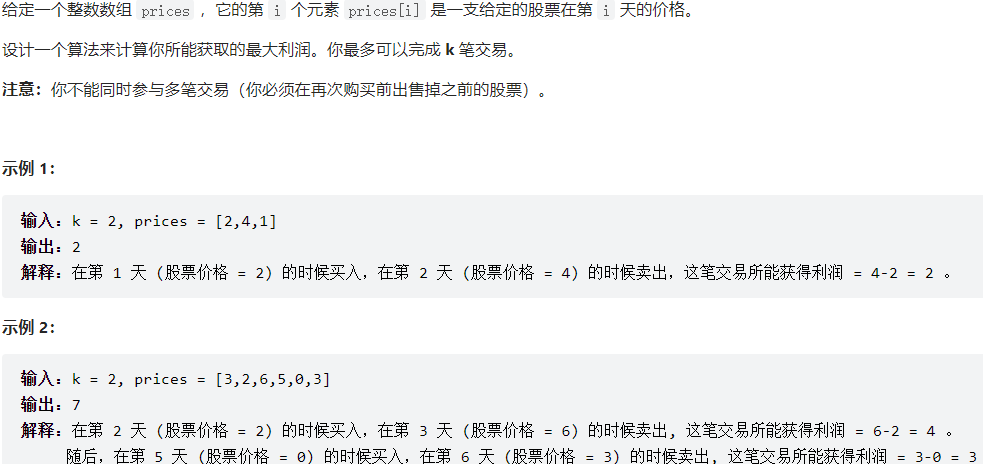 给定一个整数数组 prices ，它的第 i 个元素 prices[i] 是一支给定的股票在第 i 天的价格。
设计一个算法来计算你所能获取的最大利润。你最多可以完成 k 笔交易。
注意：你不能同时参与多笔交易（你必须在再次购买前出售掉之前的股票）。
示例 1：
输入：k = 2, prices = [2,4,1]
输出：2
解释：在第 1 天 (股票价格 = 2) 的时候买入，在第 2 天 (股票价格 = 4) 的时候卖出，这笔交易所能获得利润 = 4-2 = 2 。
示例 2：
输入：k = 2, prices = [3,2,6,5,0,3]
输出：7
解释：在第 2 天 (股票价格 = 2) 的时候买入，在第 3 天 (股票价格 = 6) 的时候卖出, 这笔交易所能获得利润 = 6-2 = 4 。
随后，在第 5 天 (股票价格 = 0) 的时候买入，在第 6 天 (股票价格 = 3) 的时候卖出, 这笔交易所能获得利润 = 3-0 = 3